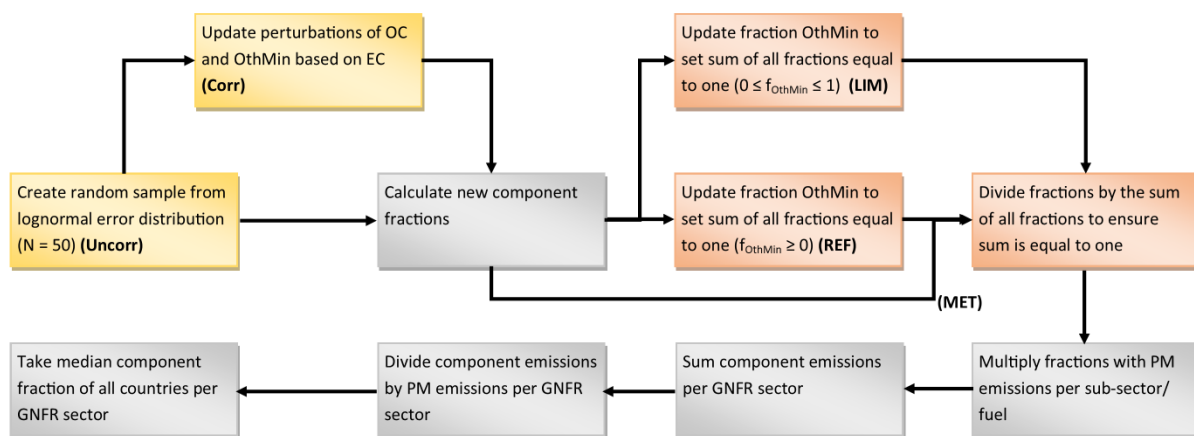 Update perturbations of OC
and OthMin based on EC
(Corr)
Update fraction OthMin to
set sum of all fractions equal
to one (0 ≤ fOthMin ≤ 1) (LIM)
Create random sample from
lognormal error distribution
(N = 50) (Uncorr)
Calculate new component
fractions
Update fraction OthMin to
set sum of all fractions equal
to one (fOthMin ≥ 0) (REF)
Divide fractions by the sum
of all fractions to ensure
sum is equal to one
(MET)
Take median component
fraction of all countries per
GNFR sector
Divide component emissions
by PM emissions per GNFR
sector
Sum component emissions
per GNFR sector
Multiply fractions with PM
emissions per sub-sector/
fuel